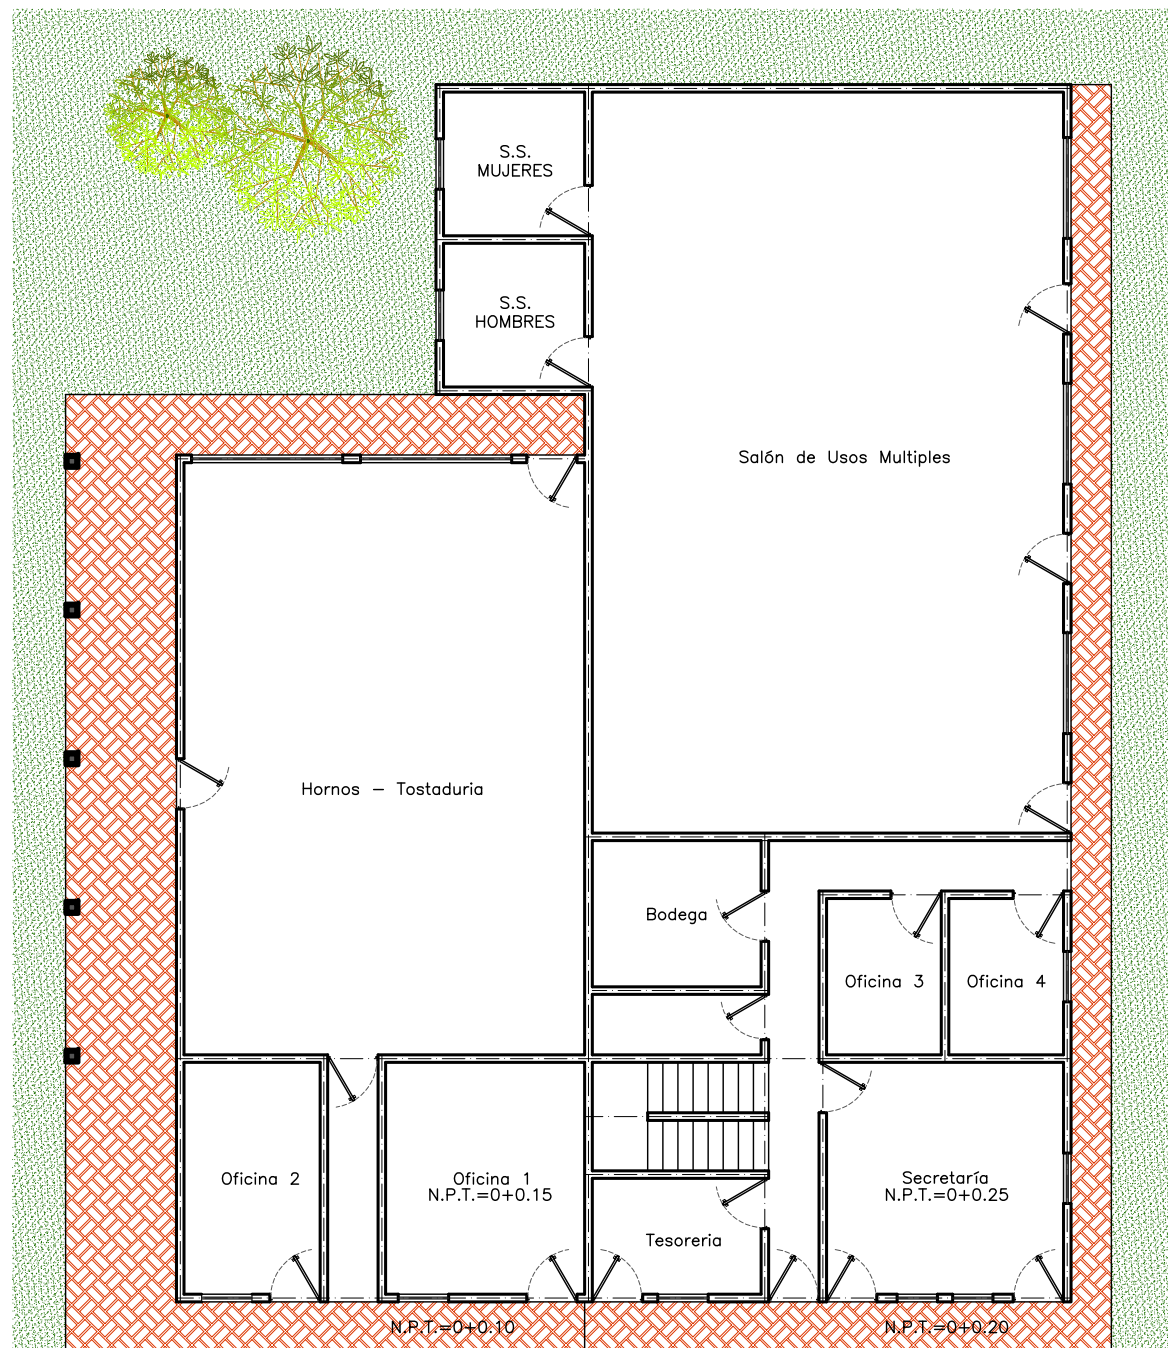 S.S.
MUJERES
S.S.
HOMBRES
Salón de Usos Multiples
Hornos – Tostaduria
Bodega
Oficina 3
Oficina 4
Oficina 2
Oficina 1
N.P.T.=0+0.15
Secretaría
N.P.T.=0+0.25
Tesoreria
N.P.T.=0+0.10
N.P.T.=0+0.20